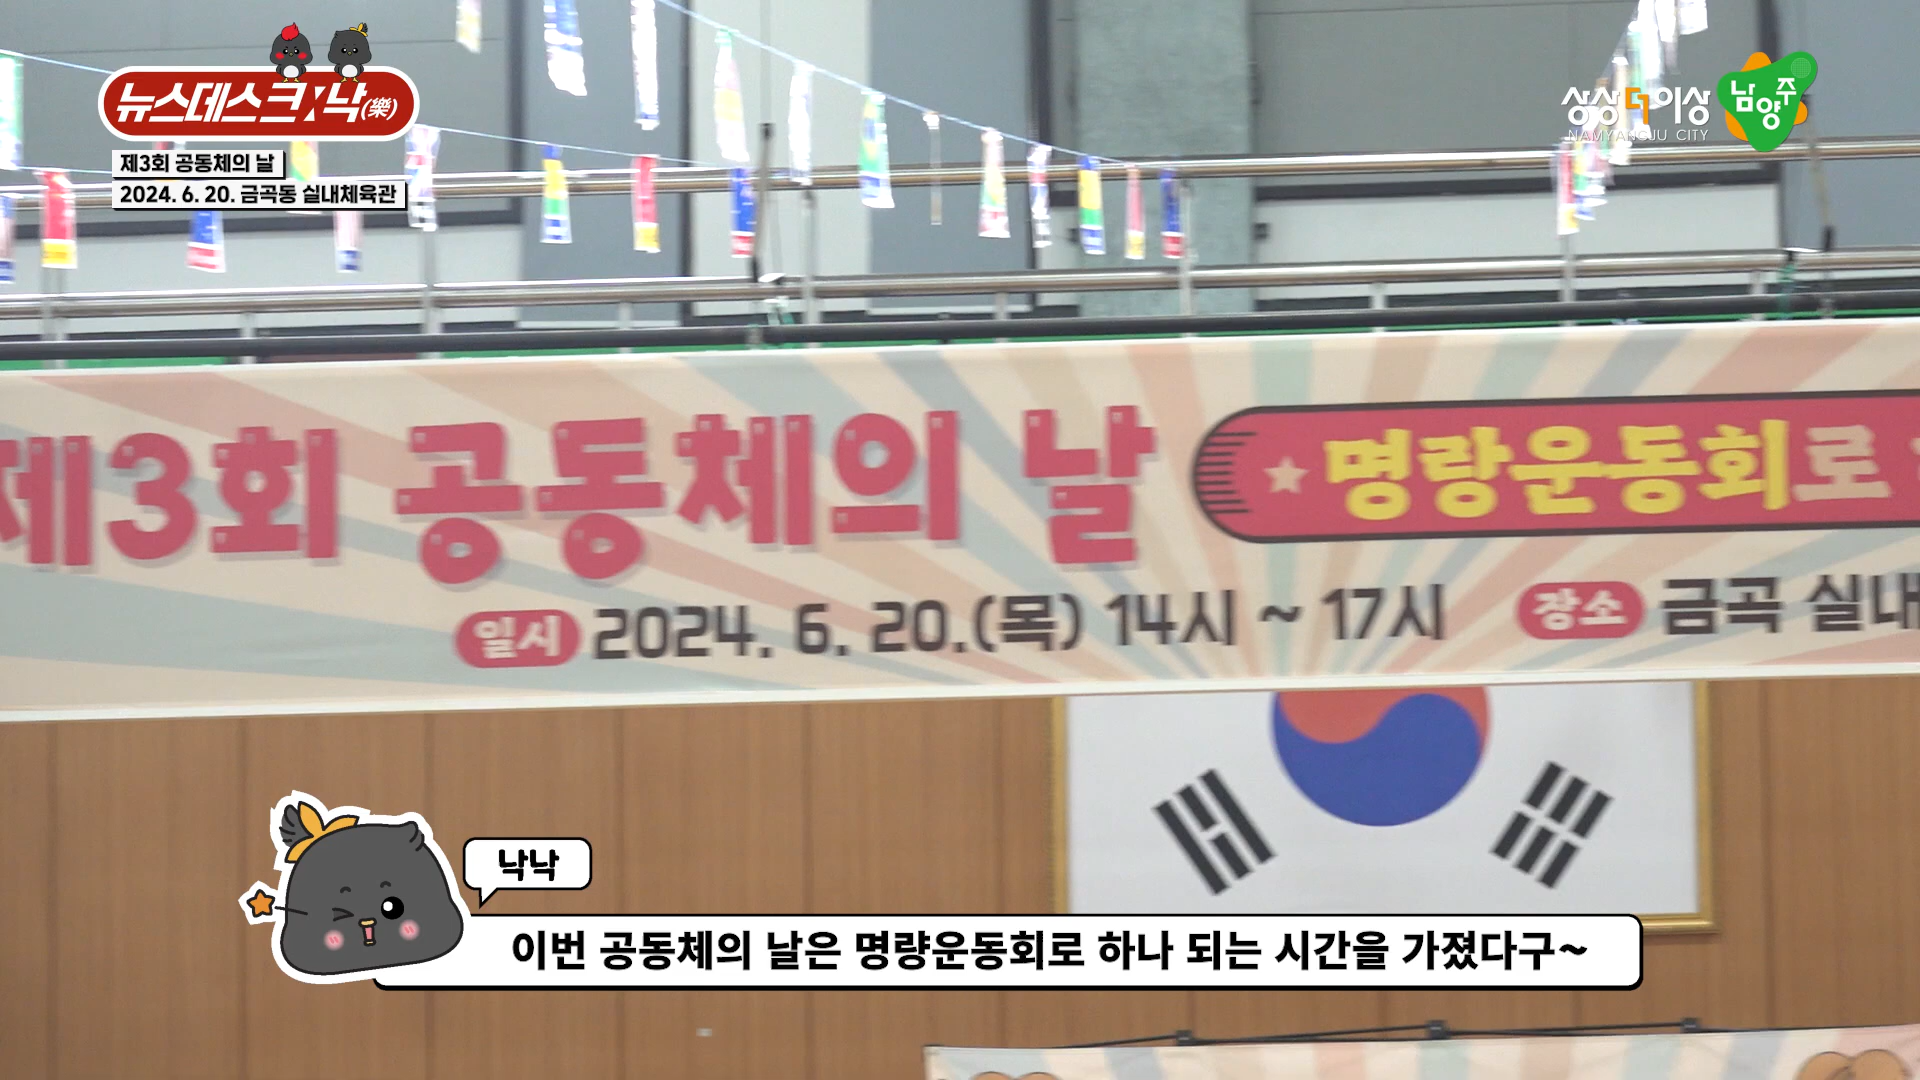 뉴스데스크:낙(樂)
제3회 공동체의 날
2024. 6. 20. 금곡동 실내체육관
상상더이상
NAMYANGJU CITY
남양주
제3회 공동체의 날
명랑운동회로
일시 2024. 6. 20.(목) 14시 ~ 17시
장소 금곡 실내
낙낙
이번 공동체의 날은 명량운동회로 하나 되는 시간을 가졌다구~